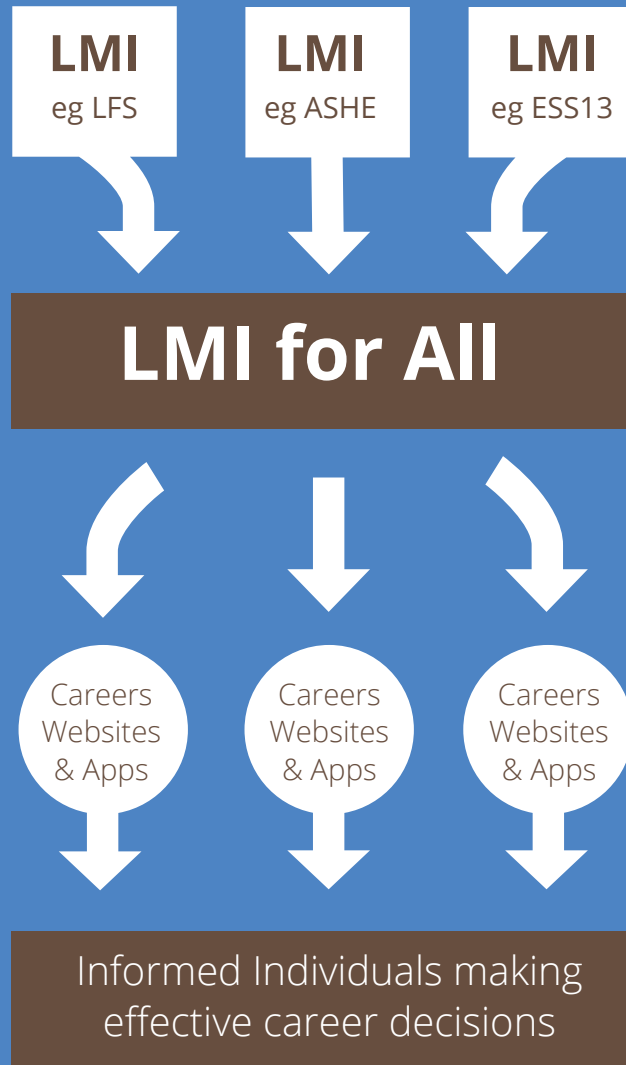 LMI
eg LFS
LMI
eg ASHE
LMI
eg ESS13
LMI for All
Careers
Websites
& Apps
Careers
Websites
& Apps
Careers
Websites
& Apps
Informed Individuals making
effective career decisions